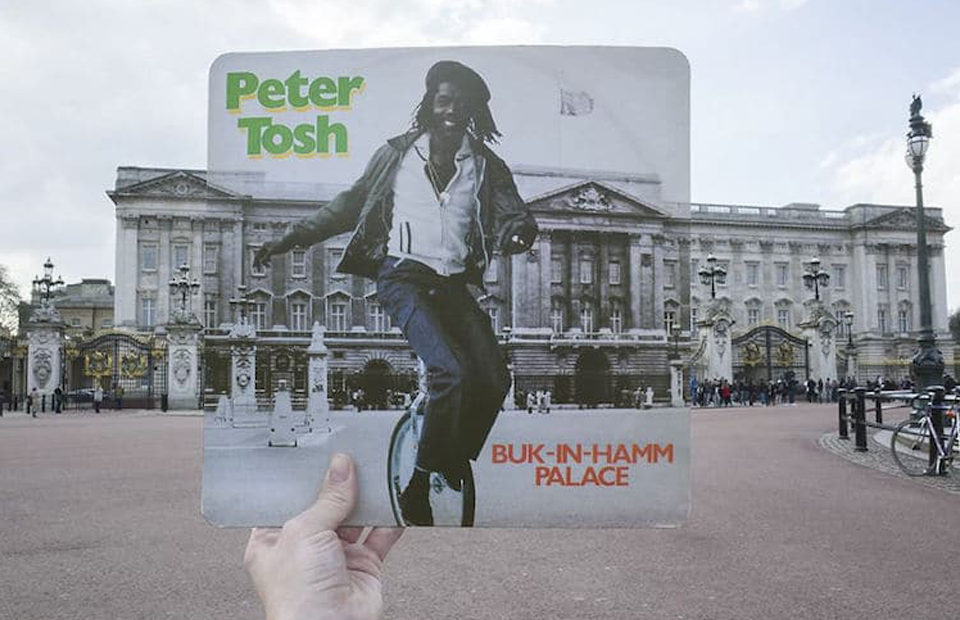 Peter
Tosh
BUK-IN-HAMM
PALACE